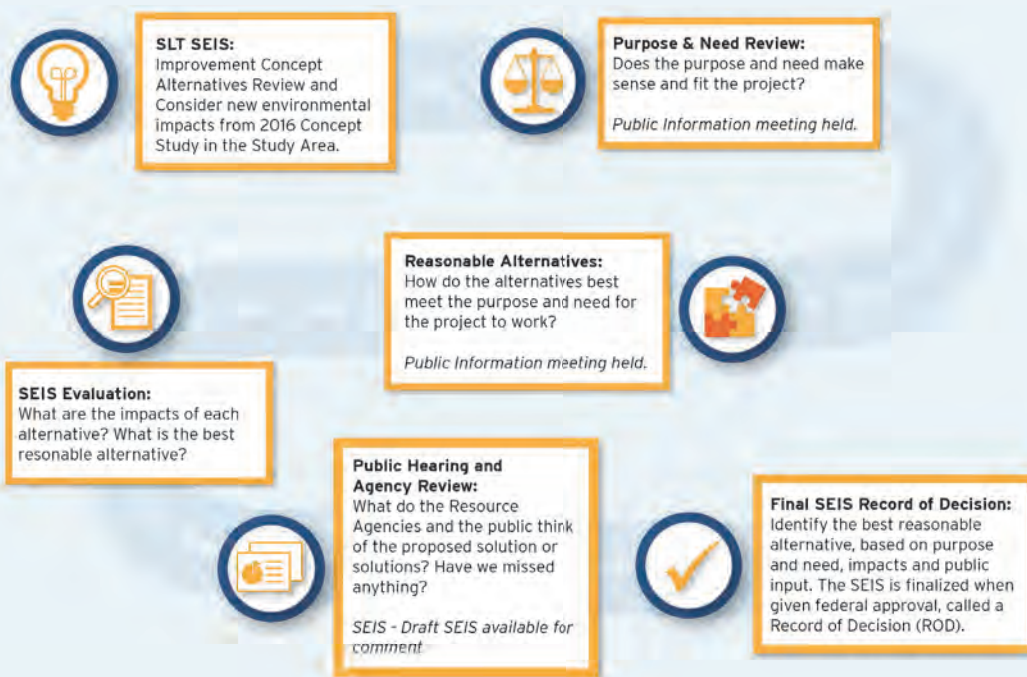 SLT SEIS:
Improvement Concept
Alternatives Review and
Consider new environmental
impacts from 2016 Concept
Study in the Study Area.
Purpose & Need Review:
Does the purpose and need make
sense and fit the project?
Public Information meeting held.
Reasonable Alternatives:
How do the alternatives best
meet the purpose and need for
the project to work?
Public Information meeting held.
SEIS Evaluation:
What are the impacts of each
alternative? What is the best
resonable alternative?
Public Hearing and
Agency Review:
What do the Resource
Agencies and the public think
of the proposed solution or
solutions? Have we missed
anything?
SEIS - Draft SEIS available for
comment
Final SEIS Record of Decision:
Identify the best reasonable
alternative, based on purpose
and need, impacts and public
input. The SEIS is finalized when
given federal approval, called a
Record of Decision (ROD).